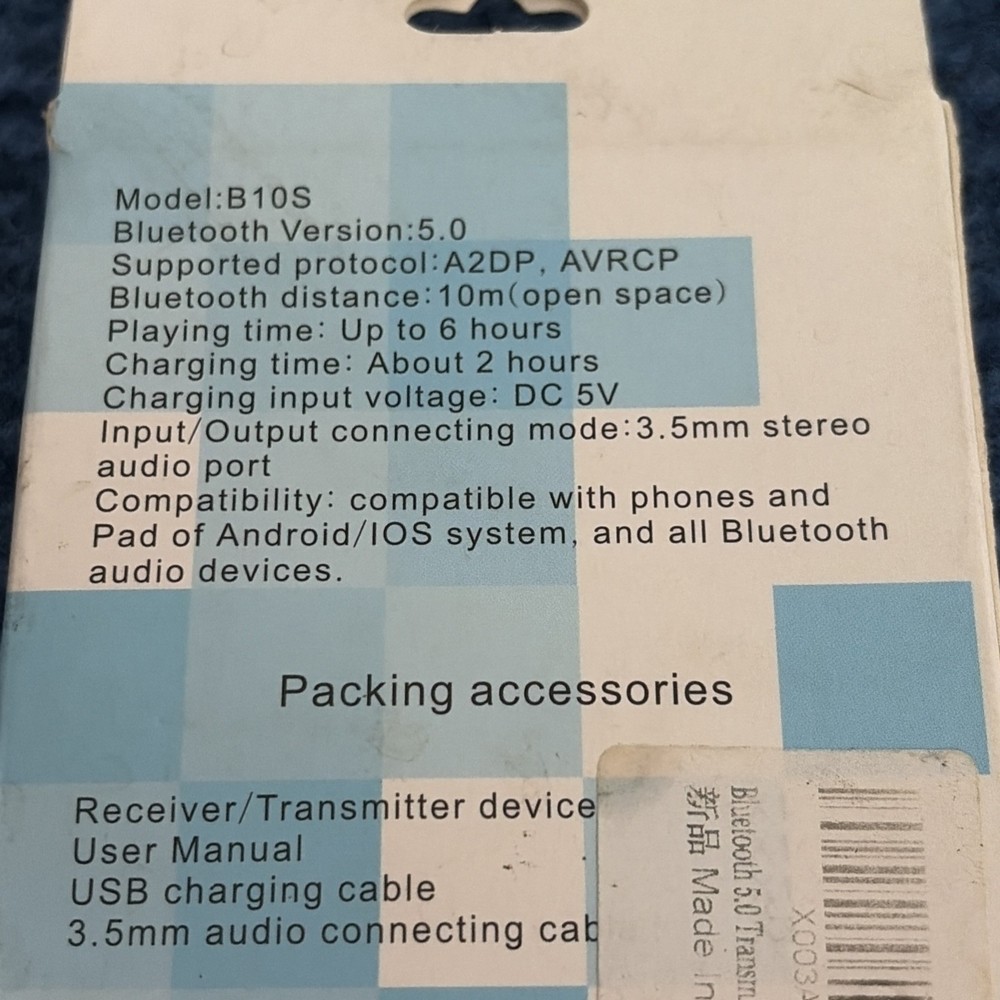 Model:B10S
Bluetooth Version:5.0
Supported protocol:A2DP, AVRCP
Bluetooth distance:10m(open space)
Playing time: Up to 6 hours
Charging time: About 2 hours
Charging input voltage: DC 5V
Input/Output connecting mode:3.5mm stereo
audio port
Compatibility: compatible with phones and
Pad of Android/IOS system, and all Bluetooth
audio devices.
Packing accessories
Receiver/Transmitter device
User Manual
USB charging cable
3.5mm audio connecting cab
X003A
Bluetooth 5.0 Transm
新品 Made In